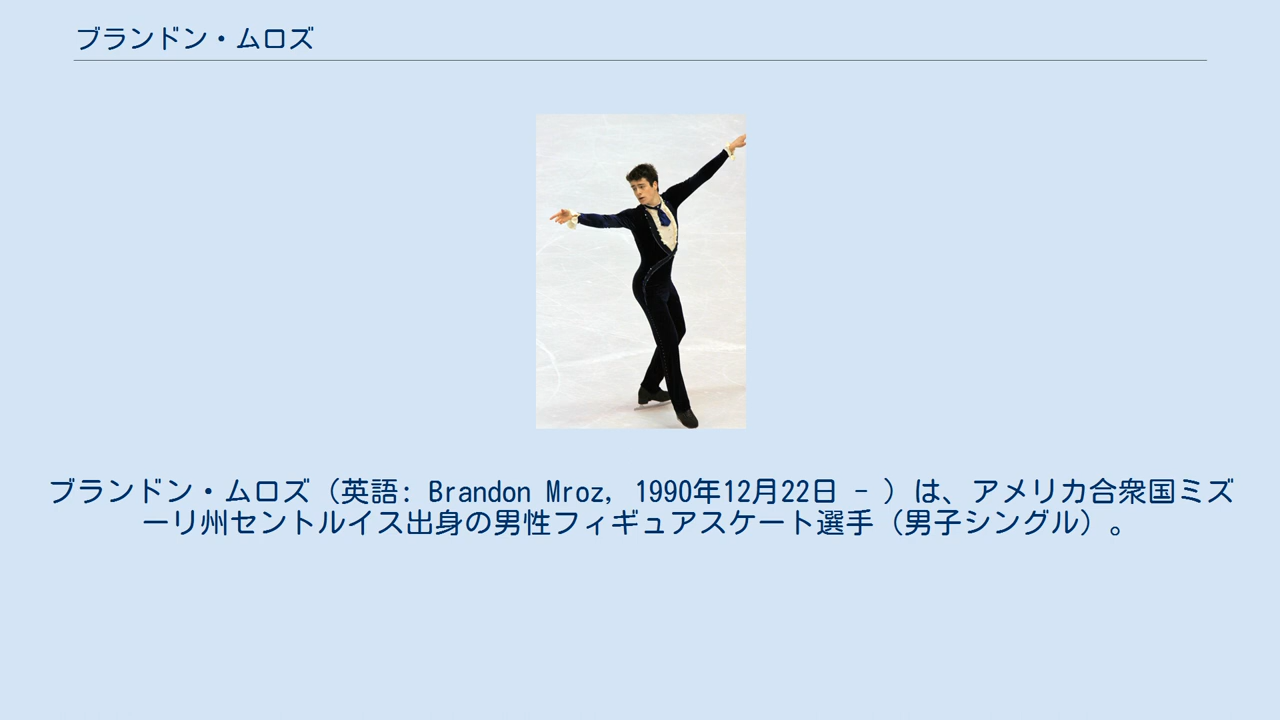 ブランドン・ムロズ
ブランドン・ムロズ（英語: Brandon Mroz, 1990年12月22日 - ）は、アメリカ合衆国ミズ
ーリ州セントルイス出身の男性フィギュアスケート選手（男子シングル）。